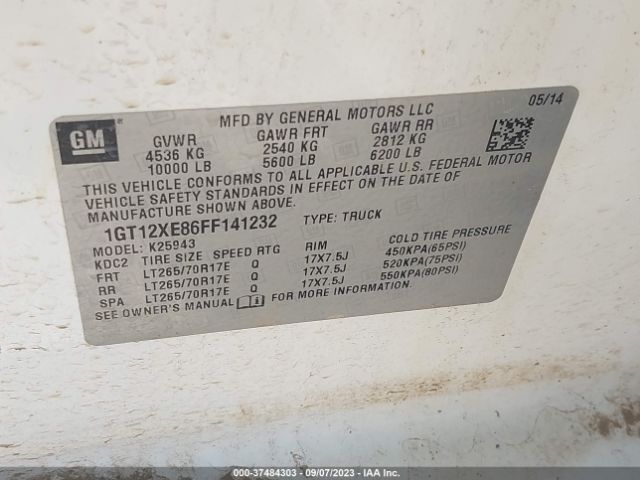 MFD BY GENERAL MOTORS LLC 05/14
GM®
GVWR GAWR FRT GAWR RR
4536 KG 2540 KG 2812 KG
10000 LB 5600 LB 6200 LB
THIS VEHICLE CONFORMS TO ALL APPLICABLE U.S. FEDERAL MOTOR
VEHICLE SAFETY STANDARDS IN EFFECT ON THE DATE OF
MANUFACTURE SHOWN ABOVE.
1GT12XE86FF141232 TYPE: TRUCK
MODEL: K25943
KDC2 TIRE SIZE SPEED RTG RIM COLD TIRE PRESSURE
FRT LT265/70R17E Q 17X7.5J 450KPA(65PSI)
RR LT265/70R17E Q 17X7.5J 520KPA(75PSI)
SPA LT265/70R17E Q 17X7.5J 550KPA(80PSI)
SEE OWNER'S MANUAL FOR MORE INFORMATION.
000-37484303 - 09/07/2023 - IAA Inc.